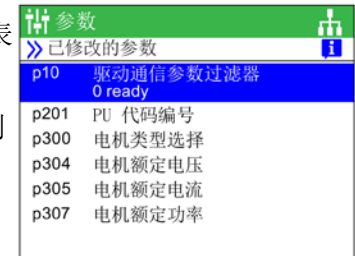 参数
表
已修改的参数
i
p10 驱动通信参数过滤器
0 ready
p201 PU 代码编号
p300 电机类型选择
p304 电机额定电压
p305 电机额定电流
p307 电机额定功率